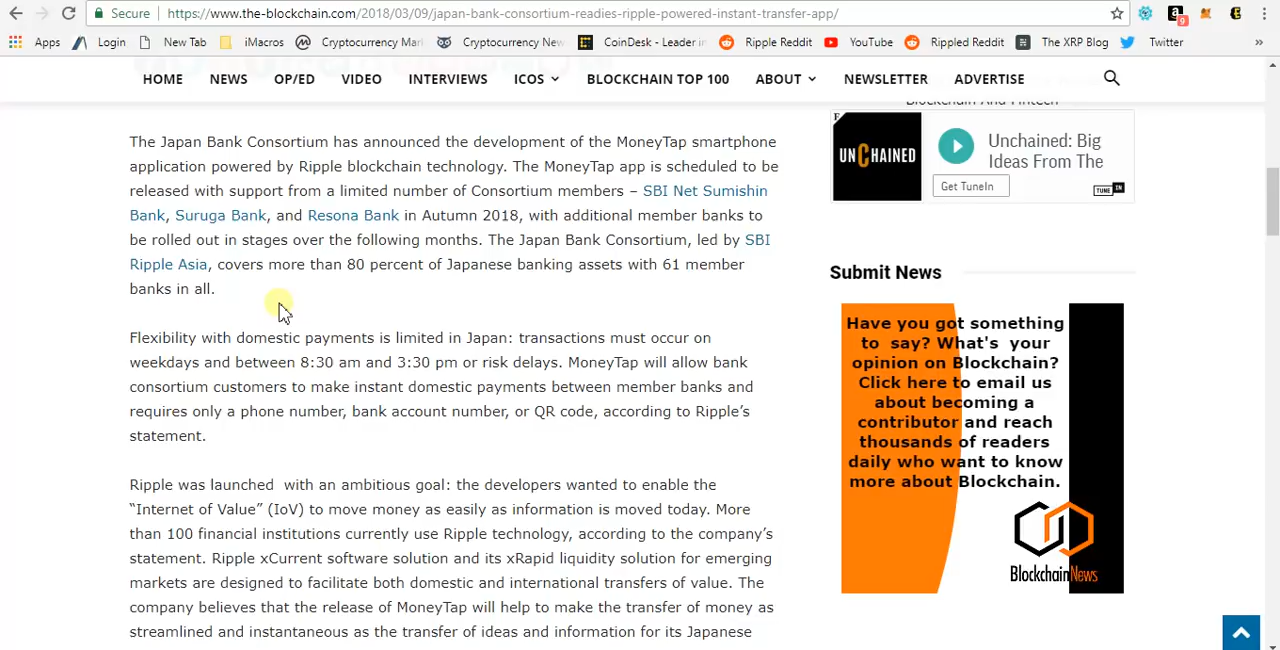 Secure
https://www.the-blockchain.com/2018/03/09/japan-bank-consortium-readies-ripple-powered-instant-transfer-app/
9
Apps Login New Tab iMacros Cryptocurrency Mar Cryptocurrency New CoinDesk - Leader i Ripple Reddit YouTube Rippled Reddit The XRP Blog Twitter »
HOME NEWS OP/ED VIDEO INTERVIEWS ICOS BLOCKCHAIN TOP 100 ABOUT NEWSLETTER ADVERTISE
The Japan Bank Consortium has announced the development of the MoneyTap smartphone
application powered by Ripple blockchain technology. The MoneyTap app is scheduled to be
released with support from a limited number of Consortium members – SBI Net Sumishin
Bank, Suruga Bank, and Resona Bank in Autumn 2018, with additional member banks to
be rolled out in stages over the following months. The Japan Bank Consortium, led by SBI
Ripple Asia, covers more than 80 percent of Japanese banking assets with 61 member
banks in all.
Flexibility with domestic payments is limited in Japan: transactions must occur on
weekdays and between 8:30 am and 3:30 pm or risk delays. MoneyTap will allow bank
consortium customers to make instant domestic payments between member banks and
requires only a phone number, bank account number, or QR code, according to Ripple’s
statement.
Ripple was launched with an ambitious goal: the developers wanted to enable the
“Internet of Value” (IoV) to move money as easily as information is moved today. More
than 100 financial institutions currently use Ripple technology, according to the company’s
statement. Ripple xCurrent software solution and its xRapid liquidity solution for emerging
markets are designed to facilitate both domestic and international transfers of value. The
company believes that the release of MoneyTap will help to make the transfer of money as
streamlined and instantaneous as the transfer of ideas and information for its Japanese
Blockchain And Fintech
F
UNCHAINED
Unchained: Big
Ideas From The
Get TuneIn
TUNE IN
Submit News
Have you got something
to say? What's your
opinion on Blockchain?
Click here to email us
about becoming a
contributor and reach
thousands of readers
daily who want to know
more about Blockchain.
BlockchainNews